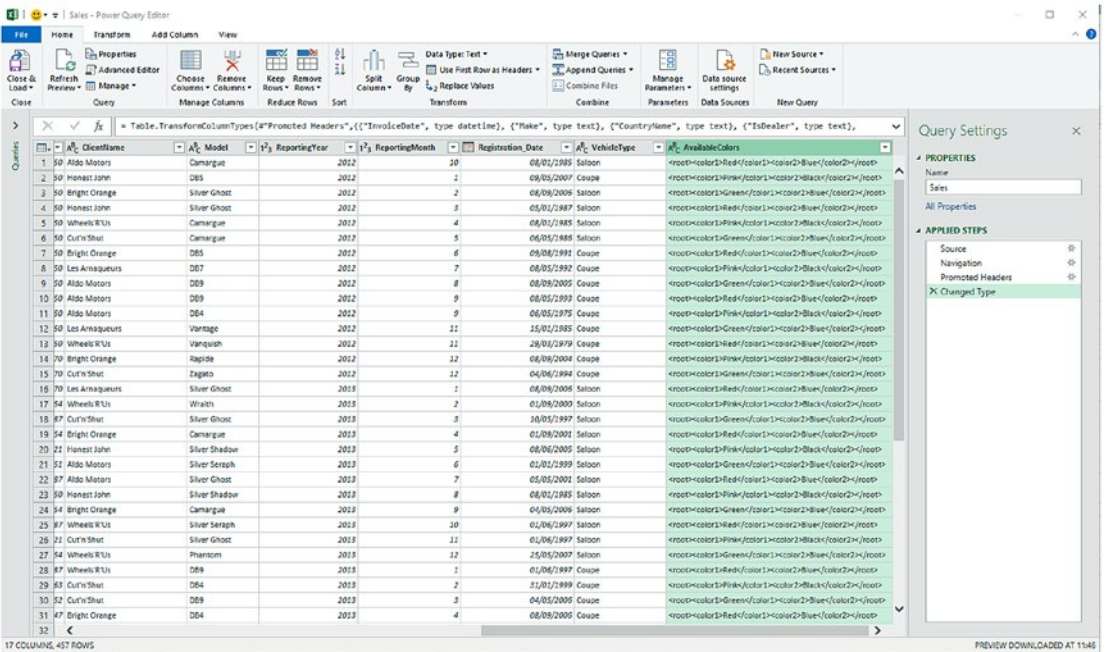 Sales - Power Query Editor
File Home Transform Add Column View
Close & Load
Close
Refresh Preview
Properties
Advanced Editor
Manage
Query
Choose Columns
Remove Columns
Manage Columns
Keep Rows
Remove Rows
Reduce Rows
Sort
Split Column
Group By
Data Type: Text
Use First Row as Headers
Replace Values
Transform
Merge Queries
Append Queries
Combine Files
Combine
Manage Parameters
Parameters
Data source settings
Data Sources
New Source
Recent Sources
New Query
Queries
fx = Table.TransformColumnTypes(#"Promoted Headers",{{"InvoiceDate", type datetime}, {"Make", type text}, {"CountryName", type text}, {"IsDealer", type text},
ClientName Model ReportingYear ReportingMonth Registration_Date VehicleType AvailableColors
1 50 Aldo Motors Camargue 2012 10 08/01/1985 Saloon <root><color1>Red</color1><color2>Blue</color2></root>
2 50 Honest John DB5 2012 1 09/05/2007 Coupe <root><color1>Pink</color1><color2>Black</color2></root>
3 50 Bright Orange Silver Ghost 2012 2 08/09/2006 Saloon <root><color1>Green</color1><color2>Blue</color2></root>
4 50 Honest John Silver Ghost 2012 3 05/01/1987 Saloon <root><color1>Red</color1><color2>Blue</color2></root>
5 50 Wheels'R'Us Camargue 2012 4 08/01/1985 Saloon <root><color1>Pink</color1><color2>Black</color2></root>
6 50 Cut'n'Shut Camargue 2012 5 06/05/1986 Saloon <root><color1>Green</color1><color2>Blue</color2></root>
7 50 Bright Orange DB5 2012 6 09/08/1991 Coupe <root><color1>Red</color1><color2>Blue</color2></root>
8 50 Les Arnaqueurs DB7 2012 7 08/05/1992 Coupe <root><color1>Pink</color1><color2>Black</color2></root>
9 50 Aldo Motors DB9 2012 8 08/09/2005 Coupe <root><color1>Green</color1><color2>Blue</color2></root>
10 50 Aldo Motors DB9 2012 9 08/05/1993 Coupe <root><color1>Red</color1><color2>Blue</color2></root>
11 50 Aldo Motors DB4 2012 9 06/05/1975 Coupe <root><color1>Pink</color1><color2>Black</color2></root>
12 50 Les Arnaqueurs Vantage 2012 11 15/01/1985 Coupe <root><color1>Green</color1><color2>Blue</color2></root>
13 50 Wheels'R'Us Vanquish 2012 11 29/03/1979 Coupe <root><color1>Red</color1><color2>Blue</color2></root>
14 70 Bright Orange Rapide 2012 12 08/09/2004 Coupe <root><color1>Pink</color1><color2>Black</color2></root>
15 70 Cut'n'Shut Zagato 2012 12 04/06/1994 Coupe <root><color1>Green</color1><color2>Blue</color2></root>
16 70 Les Arnaqueurs Silver Ghost 2013 1 08/09/2006 Saloon <root><color1>Red</color1><color2>Blue</color2></root>
17 54 Wheels'R'Us Wraith 2013 2 01/09/2000 Saloon <root><color1>Pink</color1><color2>Black</color2></root>
18 87 Cut'n'Shut Silver Ghost 2013 3 10/05/1997 Saloon <root><color1>Green</color1><color2>Blue</color2></root>
19 54 Bright Orange Camargue 2013 4 01/09/2001 Saloon <root><color1>Red</color1><color2>Blue</color2></root>
20 21 Honest John Silver Shadow 2013 5 08/06/2005 Saloon <root><color1>Pink</color1><color2>Black</color2></root>
21 51 Aldo Motors Silver Seraph 2013 6 01/01/1999 Saloon <root><color1>Green</color1><color2>Blue</color2></root>
22 87 Aldo Motors Silver Ghost 2013 7 05/05/2001 Saloon <root><color1>Red</color1><color2>Blue</color2></root>
23 50 Honest John Silver Shadow 2013 8 08/01/1985 Saloon <root><color1>Pink</color1><color2>Black</color2></root>
24 54 Bright Orange Camargue 2013 9 04/05/2006 Saloon <root><color1>Green</color1><color2>Blue</color2></root>
25 87 Wheels'R'Us Silver Seraph 2013 10 01/06/1997 Saloon <root><color1>Red</color1><color2>Blue</color2></root>
26 21 Cut'n'Shut Silver Ghost 2013 11 01/06/1997 Saloon <root><color1>Pink</color1><color2>Black</color2></root>
27 54 Wheels'R'Us Phantom 2013 12 25/05/2007 Saloon <root><color1>Green</color1><color2>Blue</color2></root>
28 87 Wheels'R'Us DB9 2013 1 01/06/1997 Coupe <root><color1>Red</color1><color2>Blue</color2></root>
29 63 Cut'n'Shut DB4 2013 2 31/01/1999 Coupe <root><color1>Pink</color1><color2>Black</color2></root>
30 52 Cut'n'Shut DB9 2013 3 04/05/2006 Coupe <root><color1>Green</color1><color2>Blue</color2></root>
31 47 Bright Orange DB4 2013 4 08/09/2006 Coupe <root><color1>Red</color1><color2>Blue</color2></root>
32
Query Settings
PROPERTIES
Name
Sales
All Properties
APPLIED STEPS
Source
Navigation
Promoted Headers
Changed Type
17 COLUMNS, 457 ROWS
PREVIEW DOWNLOADED AT 11:46